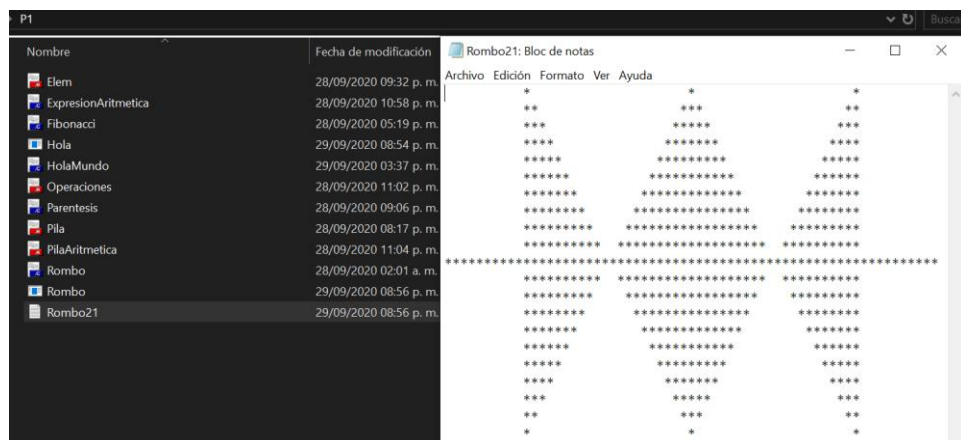 P1
Busca
Nombre
Fecha de modificación
Elem
28/09/2020 09:32 p. m.
ExpresionAritmetica
28/09/2020 10:58 p. m.
Fibonacci
28/09/2020 05:19 p. m.
Hola
29/09/2020 08:54 p. m.
HolaMundo
29/09/2020 03:37 p. m.
Operaciones
28/09/2020 11:02 p. m.
Parentesis
28/09/2020 09:06 p. m.
Pila
28/09/2020 08:17 p. m.
PilaAritmetica
28/09/2020 11:04 p. m.
Rombo
28/09/2020 02:01 a. m.
Rombo
29/09/2020 08:56 p. m.
Rombo21
29/09/2020 08:56 p. m.
Rombo21: Bloc de notas
Archivo Edición Formato Ver Ayuda
* * *
** *** **
*** ***** ***
**** ******* ****
***** ********* *****
****** *********** ******
******* ************* *******
******** *************** ********
********* ***************** *********
********** ******************* **********
***************************************************************
********** ******************* **********
********* ***************** *********
******** *************** ********
******* ************* *******
****** *********** ******
***** ********* *****
**** ******* ****
*** ***** ***
** *** **
* * *